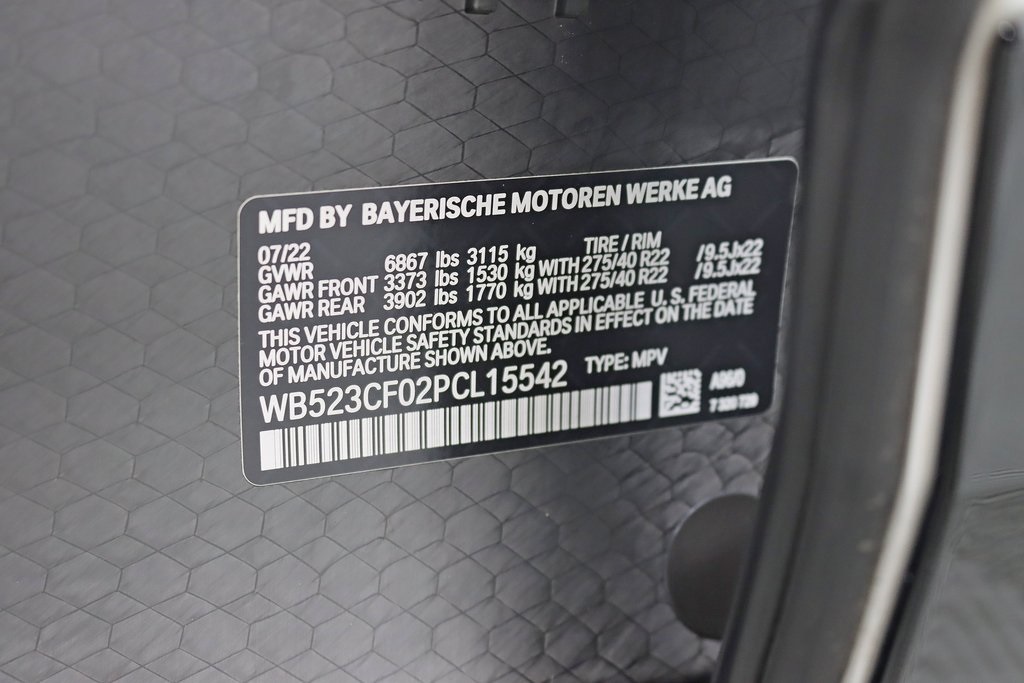 MFD BY BAYERISCHE MOTOREN WERKE AG
07/22 TIRE / RIM
GVWR 6867 lbs 3115 kg
GAWR FRONT 3373 lbs 1530 kg WITH 275/40 R22 /9.5Jx22
GAWR REAR 3902 lbs 1770 kg WITH 275/40 R22 /9.5Jx22
THIS VEHICLE CONFORMS TO ALL APPLICABLE U. S. FEDERAL
MOTOR VEHICLE SAFETY STANDARDS IN EFFECT ON THE DATE
OF MANUFACTURE SHOWN ABOVE.
WB523CF02PCL15542 TYPE: MPV